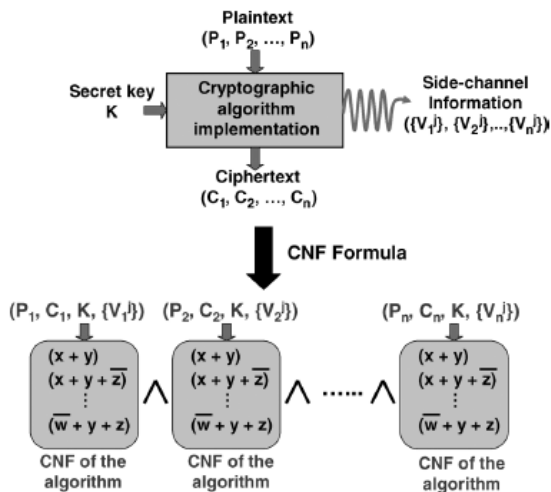 Plaintext
(P₁, P₂, ..., Pₙ)
Secret key
K
Cryptographic
algorithm
implementation
Side-channel
Information
({V₁ʲ}, {V₂ʲ},..,{Vₙʲ})
Ciphertext
(C₁, C₂, ..., Cₙ)
CNF Formula
(P₁, C₁, K, {V₁ʲ}) (P₂, C₂, K, {V₂ʲ}) (Pₙ, Cₙ, K, {Vₙʲ})
(x + y) (x + y) (x + y)
(x + y + z̅) (x + y + z̅) (x + y + z̅)
⋮ ⋀ ⋮ ⋀ ...... ⋀ ⋮
(w̅ + y + z) (w̅ + y + z) (w̅ + y + z)
CNF of the CNF of the CNF of the
algorithm algorithm algorithm